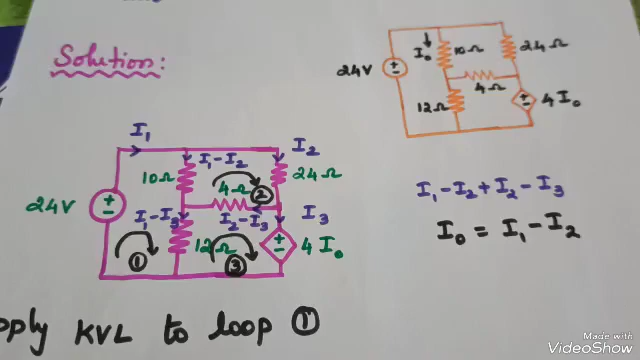 Solution:
24V
I₀
10Ω
24Ω
4Ω
12Ω
4I₀
I₁
I₁-I₂
I₂
10Ω
4Ω
②
24Ω
24V
I₁-I₃
I₂-I₃
I₃
12Ω
4I₀
①
③
I₁-I₂+I₂-I₃
I₀ = I₁-I₂
pply KVL to loop ①
Made with
VideoShow